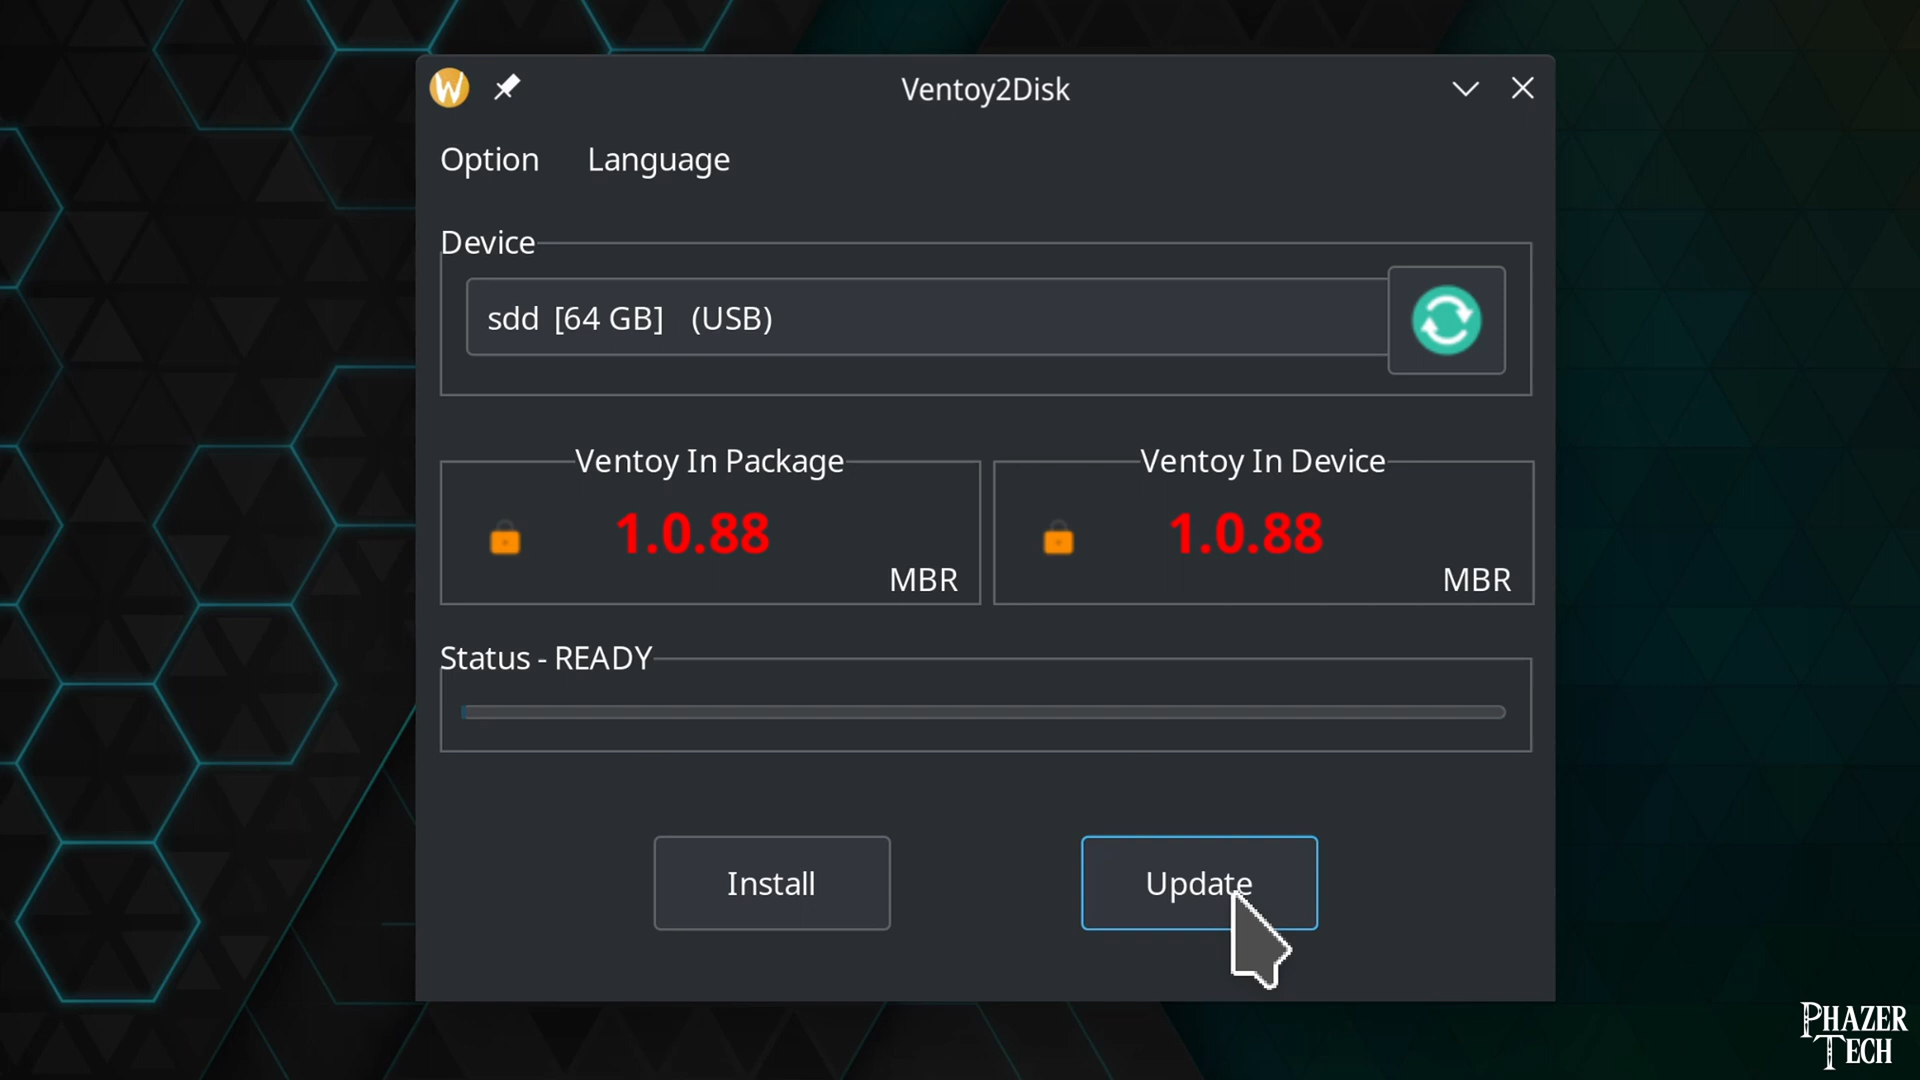 Ventoy2Disk
Option Language
Device
sdd [64 GB] (USB)
Ventoy In Package
1.0.88
MBR
Ventoy In Device
1.0.88
MBR
Status - READY
Install
Update
PHAZER
TECH